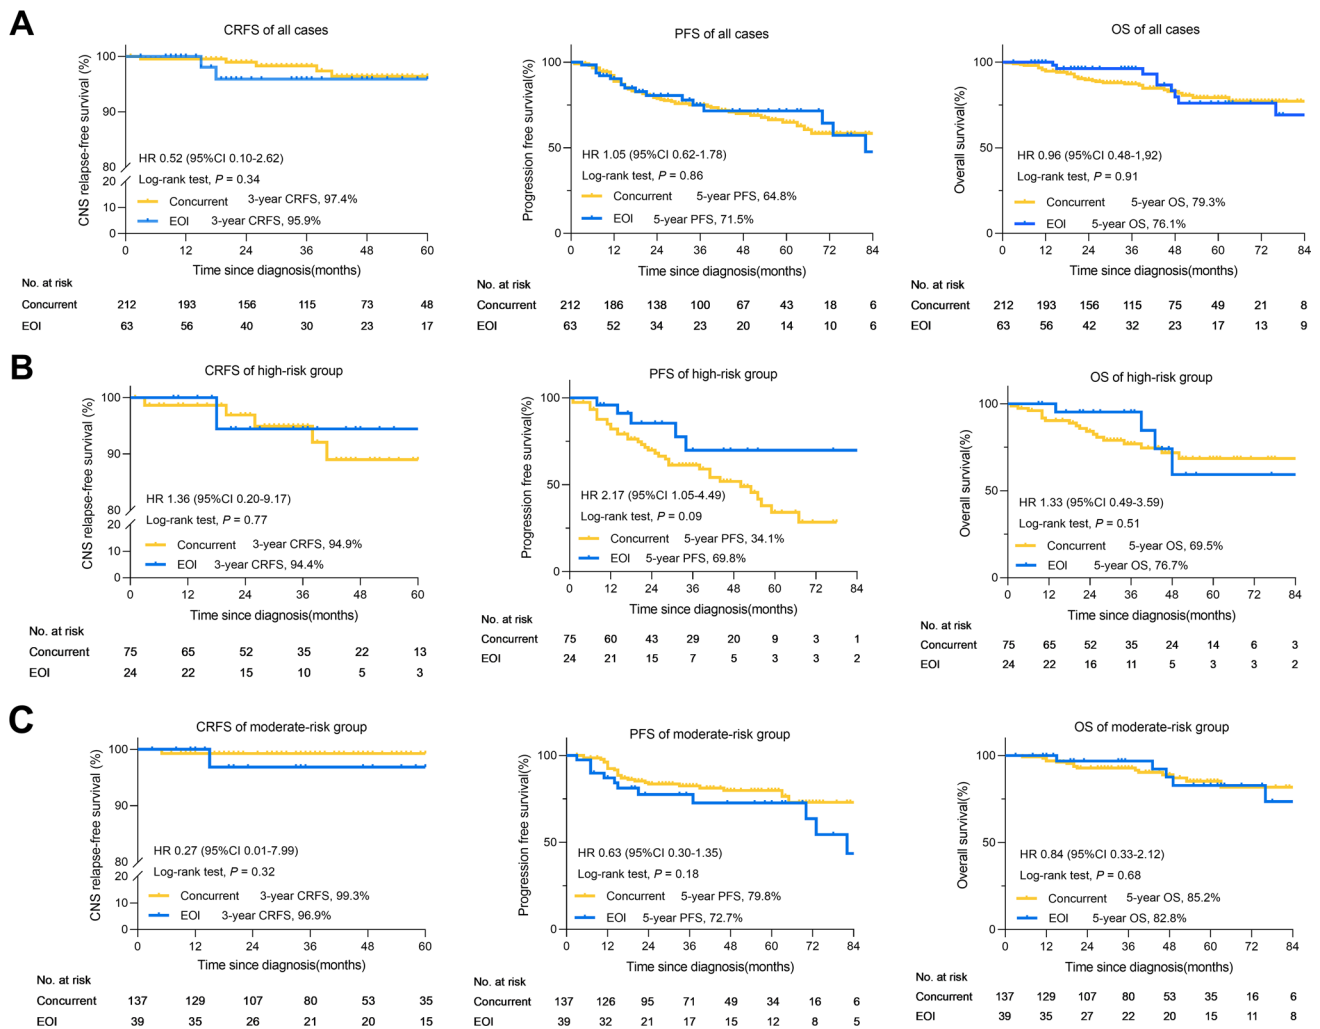 A
CRFS of all cases
CNS relapse-free survival (%)
100
90
80
20
10
0
HR 0.52 (95%CI 0.10-2.62)
Log-rank test, P = 0.34
Concurrent 3-year CRFS, 97.4%
EOI 3-year CRFS, 95.9%
0 12 24 36 48 60
Time since diagnosis(months)
No. at risk
Concurrent 212 193 156 115 73 48
EOI 63 56 40 30 23 17
PFS of all cases
Progression free survival(%)
100
50
0
HR 1.05 (95%CI 0.62-1.78)
Log-rank test, P = 0.86
Concurrent 5-year PFS, 64.8%
EOI 5-year PFS, 71.5%
0 12 24 36 48 60 72 84
Time since diagnosis(months)
No. at risk
Concurrent 212 186 138 100 67 43 18 6
EOI 63 52 34 23 20 14 10 6
OS of all cases
Overall survival(%)
100
50
0
HR 0.96 (95%CI 0.48-1,92)
Log-rank test, P = 0.91
Concurrent 5-year OS, 79.3%
EOI 5-year OS, 76.1%
0 12 24 36 48 60 72 84
Time since diagnosis(months)
No. at risk
Concurrent 212 193 156 115 75 49 21 8
EOI 63 56 42 32 23 17 13 9
B
CRFS of high-risk group
CNS relapse-free survival (%)
100
90
80
20
10
0
HR 1.36 (95%CI 0.20-9.17)
Log-rank test, P = 0.77
Concurrent 3-year CRFS, 94.9%
EOI 3-year CRFS, 94.4%
0 12 24 36 48 60
Time since diagnosis(months)
No. at risk
Concurrent 75 65 52 35 22 13
EOI 24 22 15 10 5 3
PFS of high-risk group
Progression free survival(%)
100
50
0
HR 2.17 (95%CI 1.05-4.49)
Log-rank test, P = 0.09
Concurrent 5-year PFS, 34.1%
EOI 5-year PFS, 69.8%
0 12 24 36 48 60 72 84
Time since diagnosis(months)
No. at risk
Concurrent 75 60 43 29 20 9 3 1
EOI 24 21 15 7 5 3 3 2
OS of high-risk group
Overall survival(%)
100
50
0
HR 1.33 (95%CI 0.49-3.59)
Log-rank test, P = 0.51
Concurrent 5-year OS, 69.5%
EOI 5-year OS, 76.7%
0 12 24 36 48 60 72 84
Time since diagnosis(months)
No. at risk
Concurrent 75 65 52 35 24 14 6 3
EOI 24 22 16 11 5 3 3 2
C
CRFS of moderate-risk group
CNS relapse-free survival (%)
100
90
80
20
10
0
HR 0.27 (95%CI 0.01-7.99)
Log-rank test, P = 0.32
Concurrent 3-year CRFS, 99.3%
EOI 3-year CRFS, 96.9%
0 12 24 36 48 60
Time since diagnosis(months)
No. at risk
Concurrent 137 129 107 80 53 35
EOI 39 35 26 21 20 15
PFS of moderate-risk group
Progression free survival(%)
100
50
0
HR 0.63 (95%CI 0.30-1.35)
Log-rank test, P = 0.18
Concurrent 5-year PFS, 79.8%
EOI 5-year PFS, 72.7%
0 12 24 36 48 60 72 84
Time since diagnosis(months)
No. at risk
Concurrent 137 126 95 71 49 34 16 6
EOI 39 32 21 17 15 12 8 5
OS of moderate-risk group
Overall survival(%)
100
50
0
HR 0.84 (95%CI 0.33-2.12)
Log-rank test, P = 0.68
Concurrent 5-year OS, 85.2%
EOI 5-year OS, 82.8%
0 12 24 36 48 60 72 84
Time since diagnosis(months)
No. at risk
Concurrent 137 129 107 80 53 35 16 6
EOI 39 35 27 22 20 15 11 8